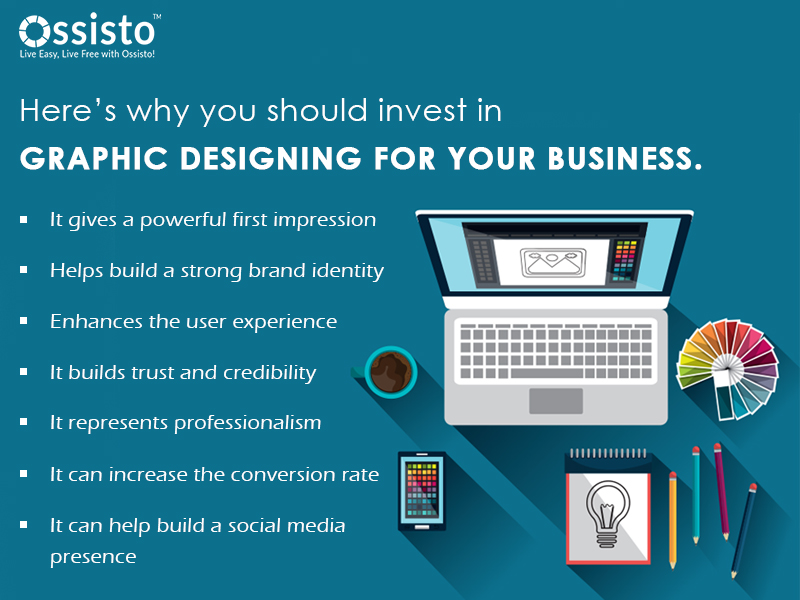 Ossisto™
Live Easy, Live Free with Ossisto!
Here's why you should invest in
GRAPHIC DESIGNING FOR YOUR BUSINESS.
It gives a powerful first impression
Helps build a strong brand identity
Enhances the user experience
It builds trust and credibility
It represents professionalism
It can increase the conversion rate
It can help build a social media
presence